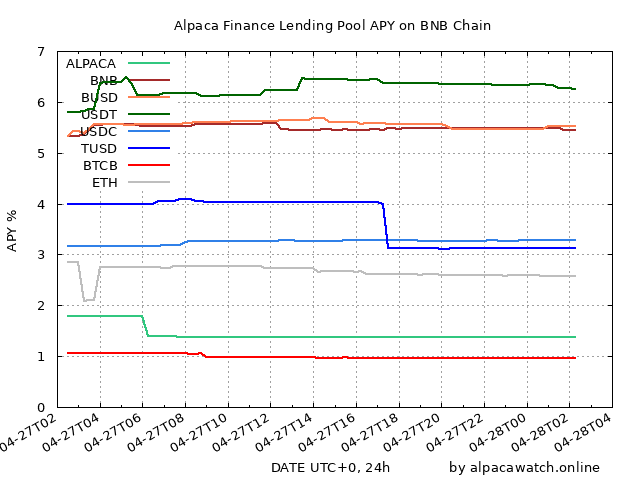 Alpaca Finance Lending Pool APY on BNB Chain
7
6
5
4
3
2
1
0
APY %
ALPACA
BNB
BUSD
USDT
USDC
TUSD
BTCB
ETH
04-27T02
04-27T04
04-27T06
04-27T08
04-27T10
04-27T12
04-27T14
04-27T16
04-27T18
04-27T20
04-27T22
04-28T00
04-28T02
04-28T04
DATE UTC+0, 24h
by alpacawatch.online